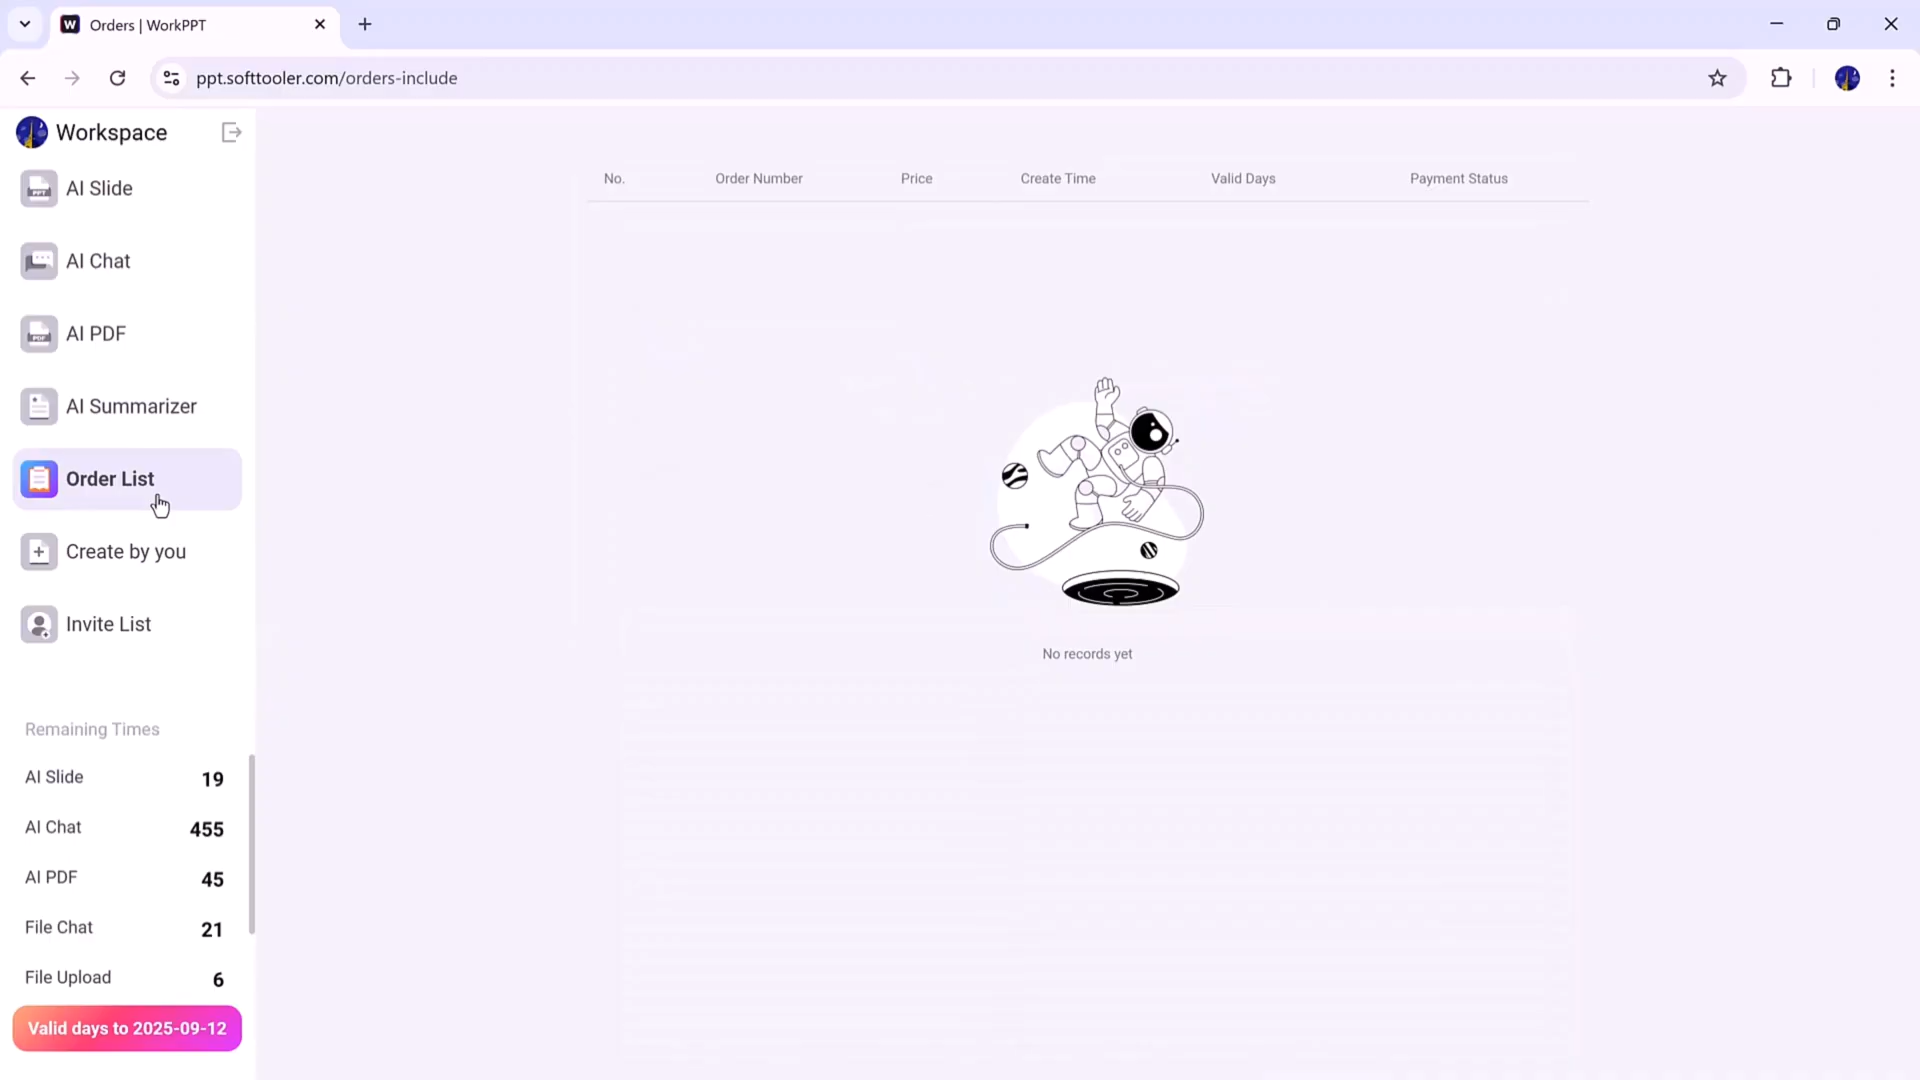 Orders | WorkPPT
ppt.softtooler.com/orders-include
Workspace
AI Slide
AI Chat
AI PDF
AI Summarizer
Order List
Create by you
Invite List
Remaining Times
AI Slide 19
AI Chat 455
AI PDF 45
File Chat 21
File Upload 6
Valid days to 2025-09-12
No. Order Number Price Create Time Valid Days Payment Status
No records yet